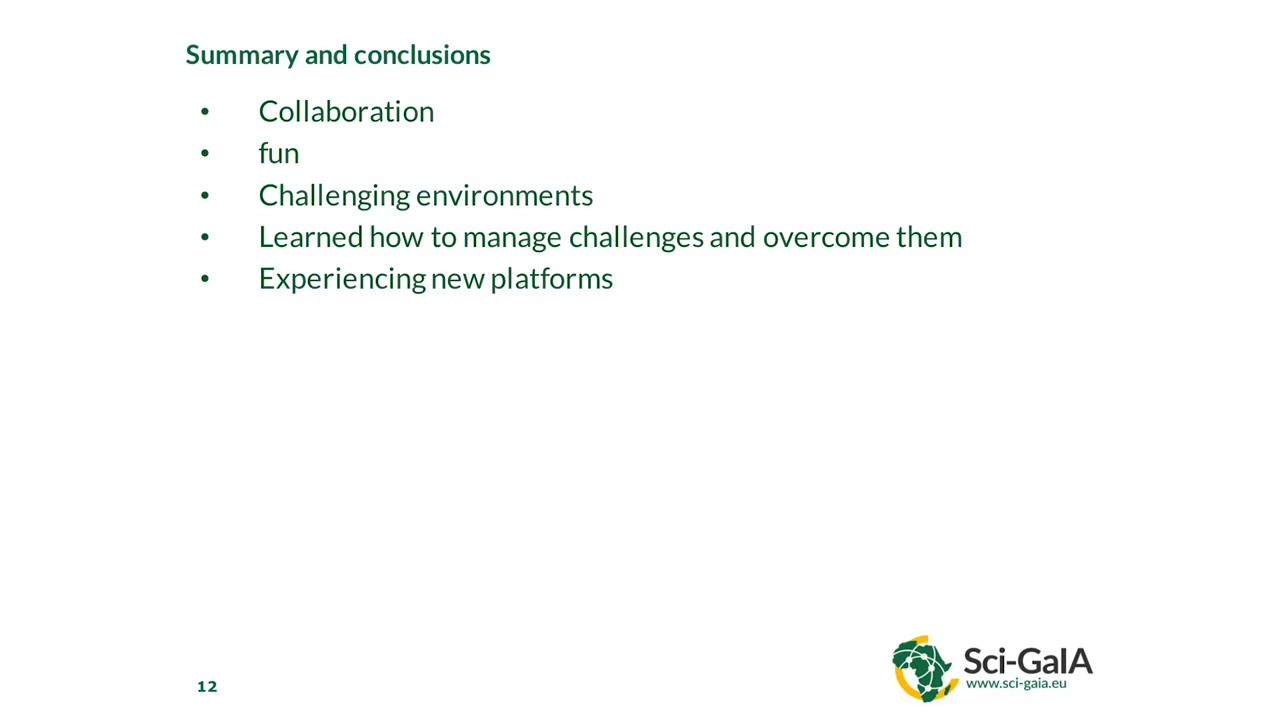 Summary and conclusions
• Collaboration
• fun
• Challenging environments
• Learned how to manage challenges and overcome them
• Experiencing new platforms
Sci-GaIA
www.sci-gaia.eu
12